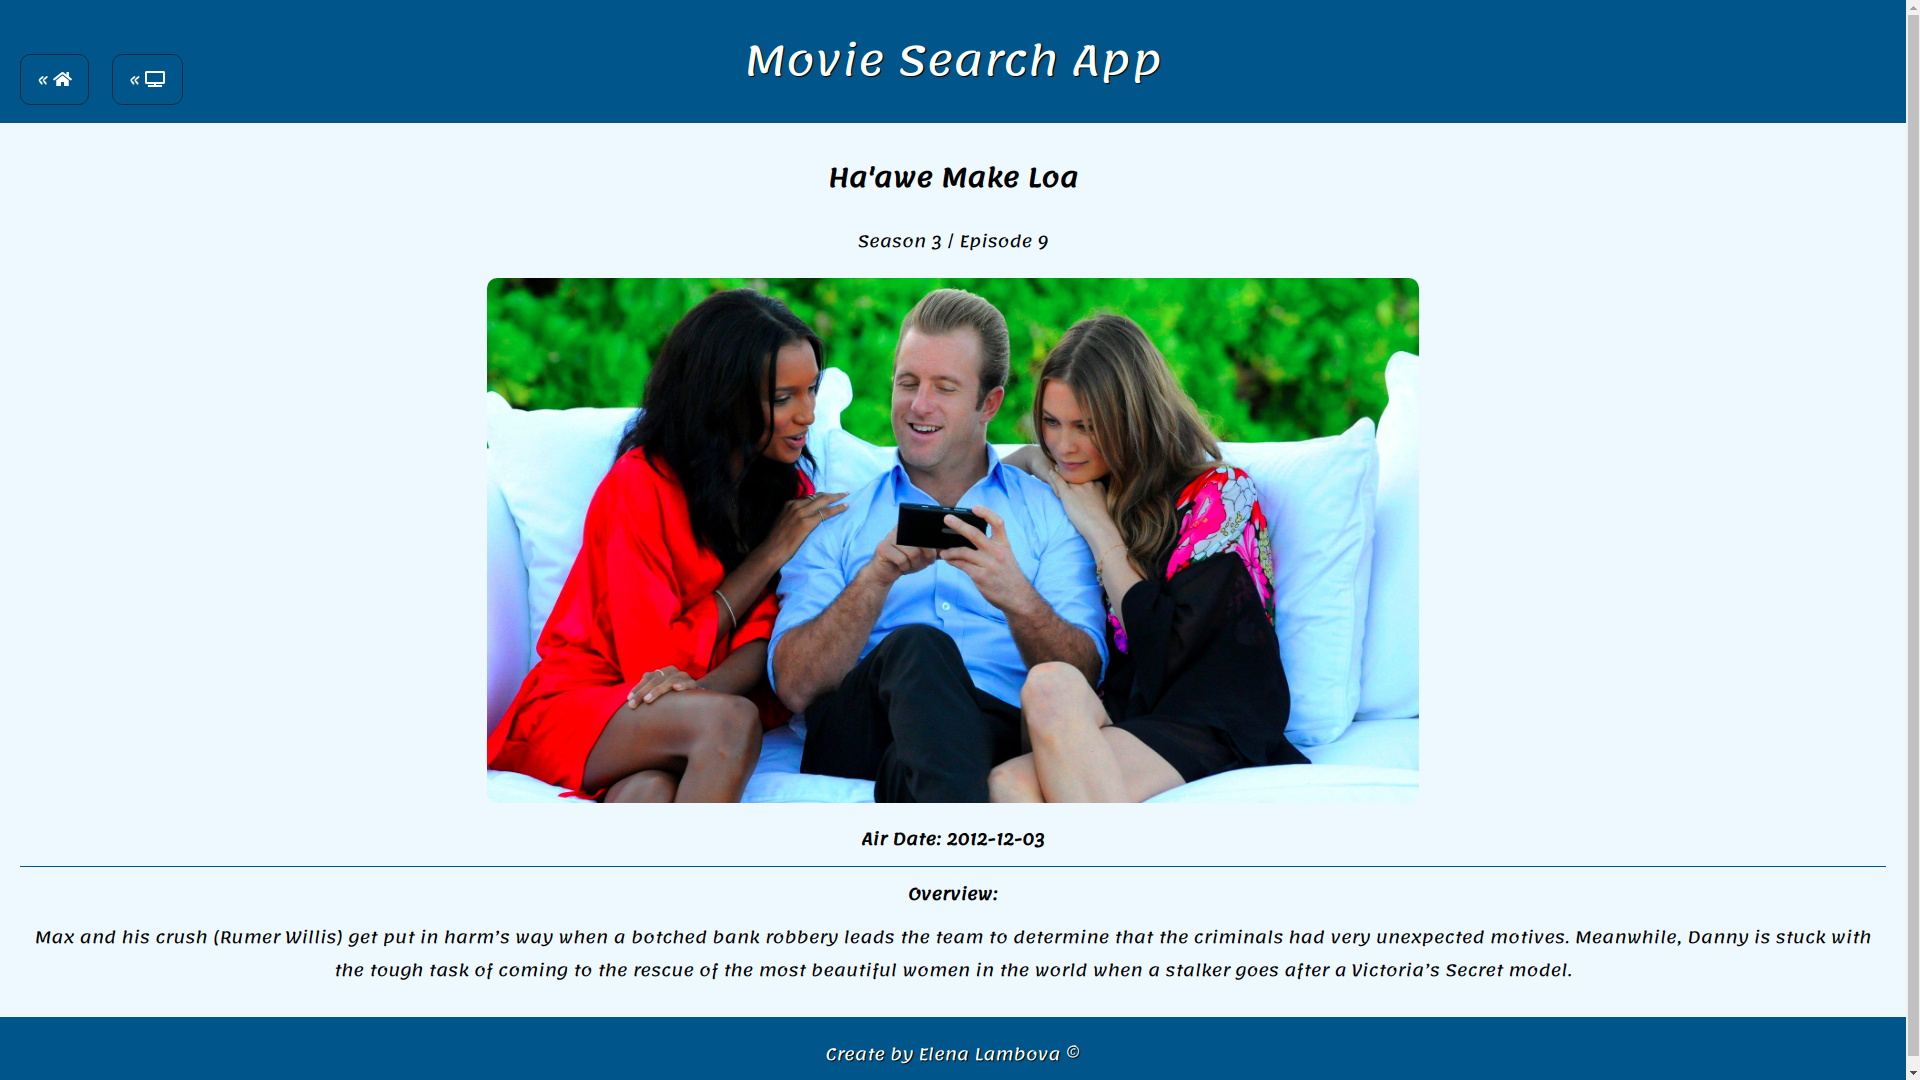 Movie Search App
«
«
Ha'awe Make Loa
Season 3 / Episode 9
Air Date: 2012-12-03
Overview:
Max and his crush (Rumer Willis) get put in harm’s way when a botched bank robbery leads the team to determine that the criminals had very unexpected motives. Meanwhile, Danny is stuck with
the tough task of coming to the rescue of the most beautiful women in the world when a stalker goes after a Victoria’s Secret model.
Create by Elena Lambova ©